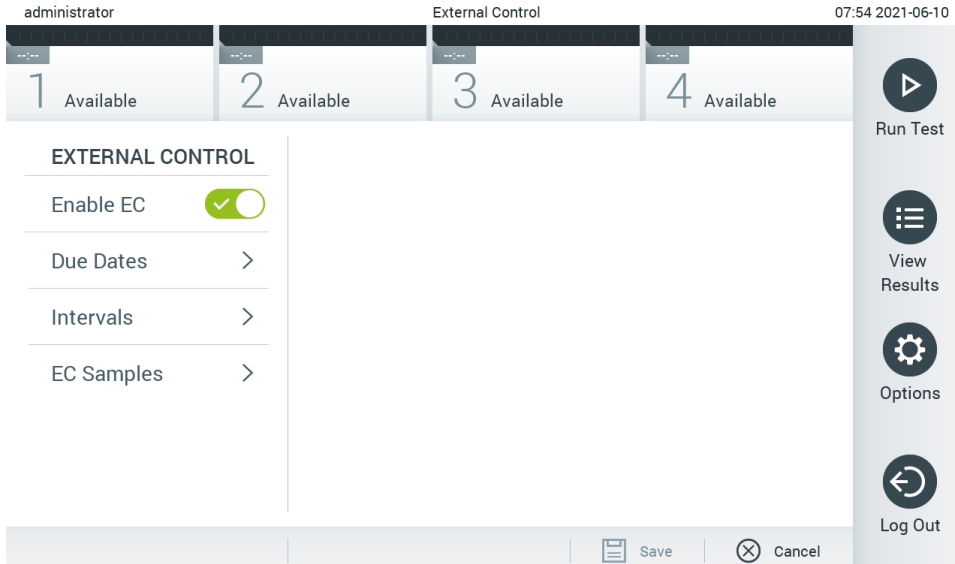 administrator External Control 07:54 2021-06-10
--:-- --:-- --:-- --:--
1 Available 2 Available 3 Available 4 Available
Run Test
EXTERNAL CONTROL
Enable EC
Due Dates
Intervals
EC Samples
View
Results
Options
Log Out
Save Cancel